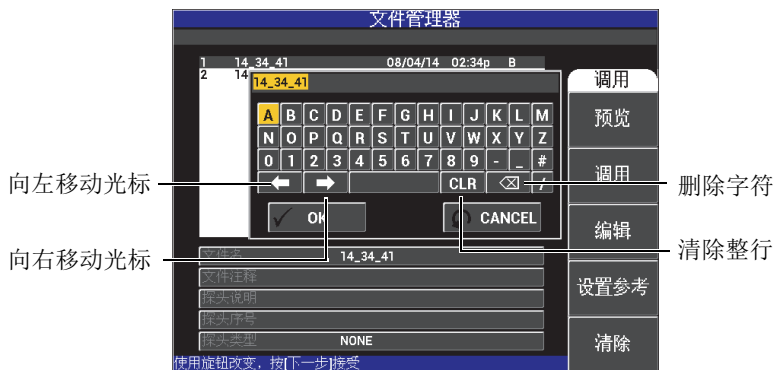 文件管理器
1 14_34_41 08/04/14 02:34p B
2 14
14_34_41
A B C D E F G H I J K L M
N O P Q R S T U V W X Y Z
0 1 2 3 4 5 6 7 8 9 - _ #
CLR /
OK CANCEL
文件名 14_34_41
文件注释
探头说明
探头序号
探头类型 NONE
使用旋钮改变，按[下一步]接受
调用
预览
调用
编辑
设置参考
清除
向左移动光标
向右移动光标
删除字符
清除整行